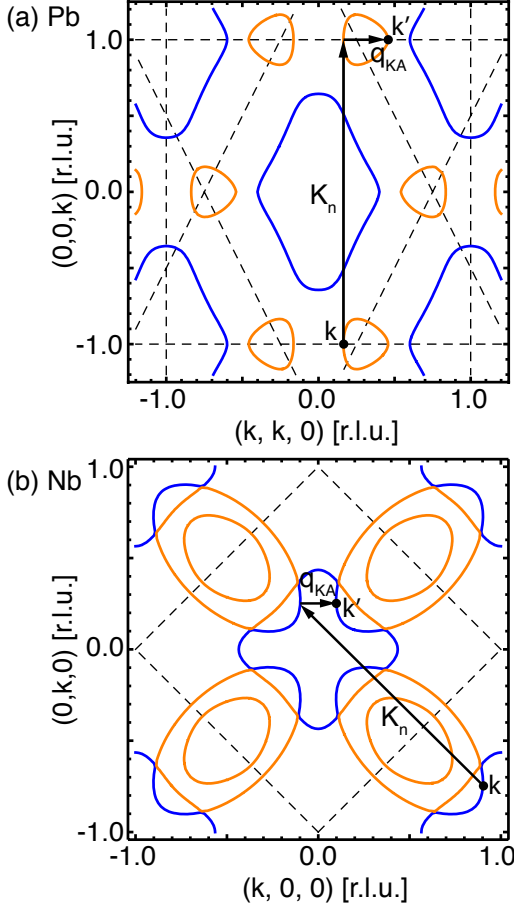 (a) Pb
1.0
k'
q_KA
(0,0,k) [r.l.u.]
0.0
K_n
-1.0
k
-1.0 0.0 1.0
(k, k, 0) [r.l.u.]
(b) Nb
1.0
q_KA
k'
(0,k,0) [r.l.u.]
0.0
K_n
k
-1.0
-1.0 0.0 1.0
(k, 0, 0) [r.l.u.]